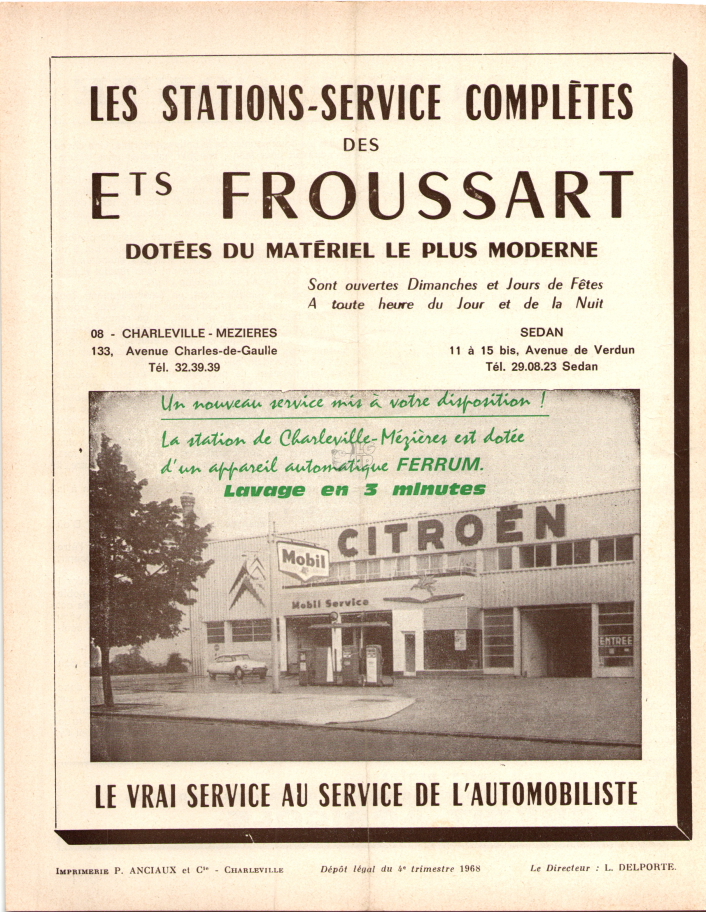 LES STATIONS-SERVICE COMPLÈTES
DES
ETS FROUSSART
DOTÉES DU MATÉRIEL LE PLUS MODERNE
Sont ouvertes Dimanches et Jours de Fêtes
A toute heure du Jour et de la Nuit
08 - CHARLEVILLE - MEZIERES
133, Avenue Charles-de-Gaulle
Tél. 32.39.39
SEDAN
11 à 15 bis, Avenue de Verdun
Tél. 29.08.23 Sedan
Un nouveau service mis à votre disposition !
La station de Charleville-Mézières est dotée
d'un appareil automatique FERRUM.
Lavage en 3 minutes
CITROËN
Mobil
Mobil Service
ENTREE
LE VRAI SERVICE AU SERVICE DE L'AUTOMOBILISTE
IMPRIMERIE P. ANCIAUX et Cie - CHARLEVILLE
Dépôt légal du 4e trimestre 1968
Le Directeur : L. DELPORTE.